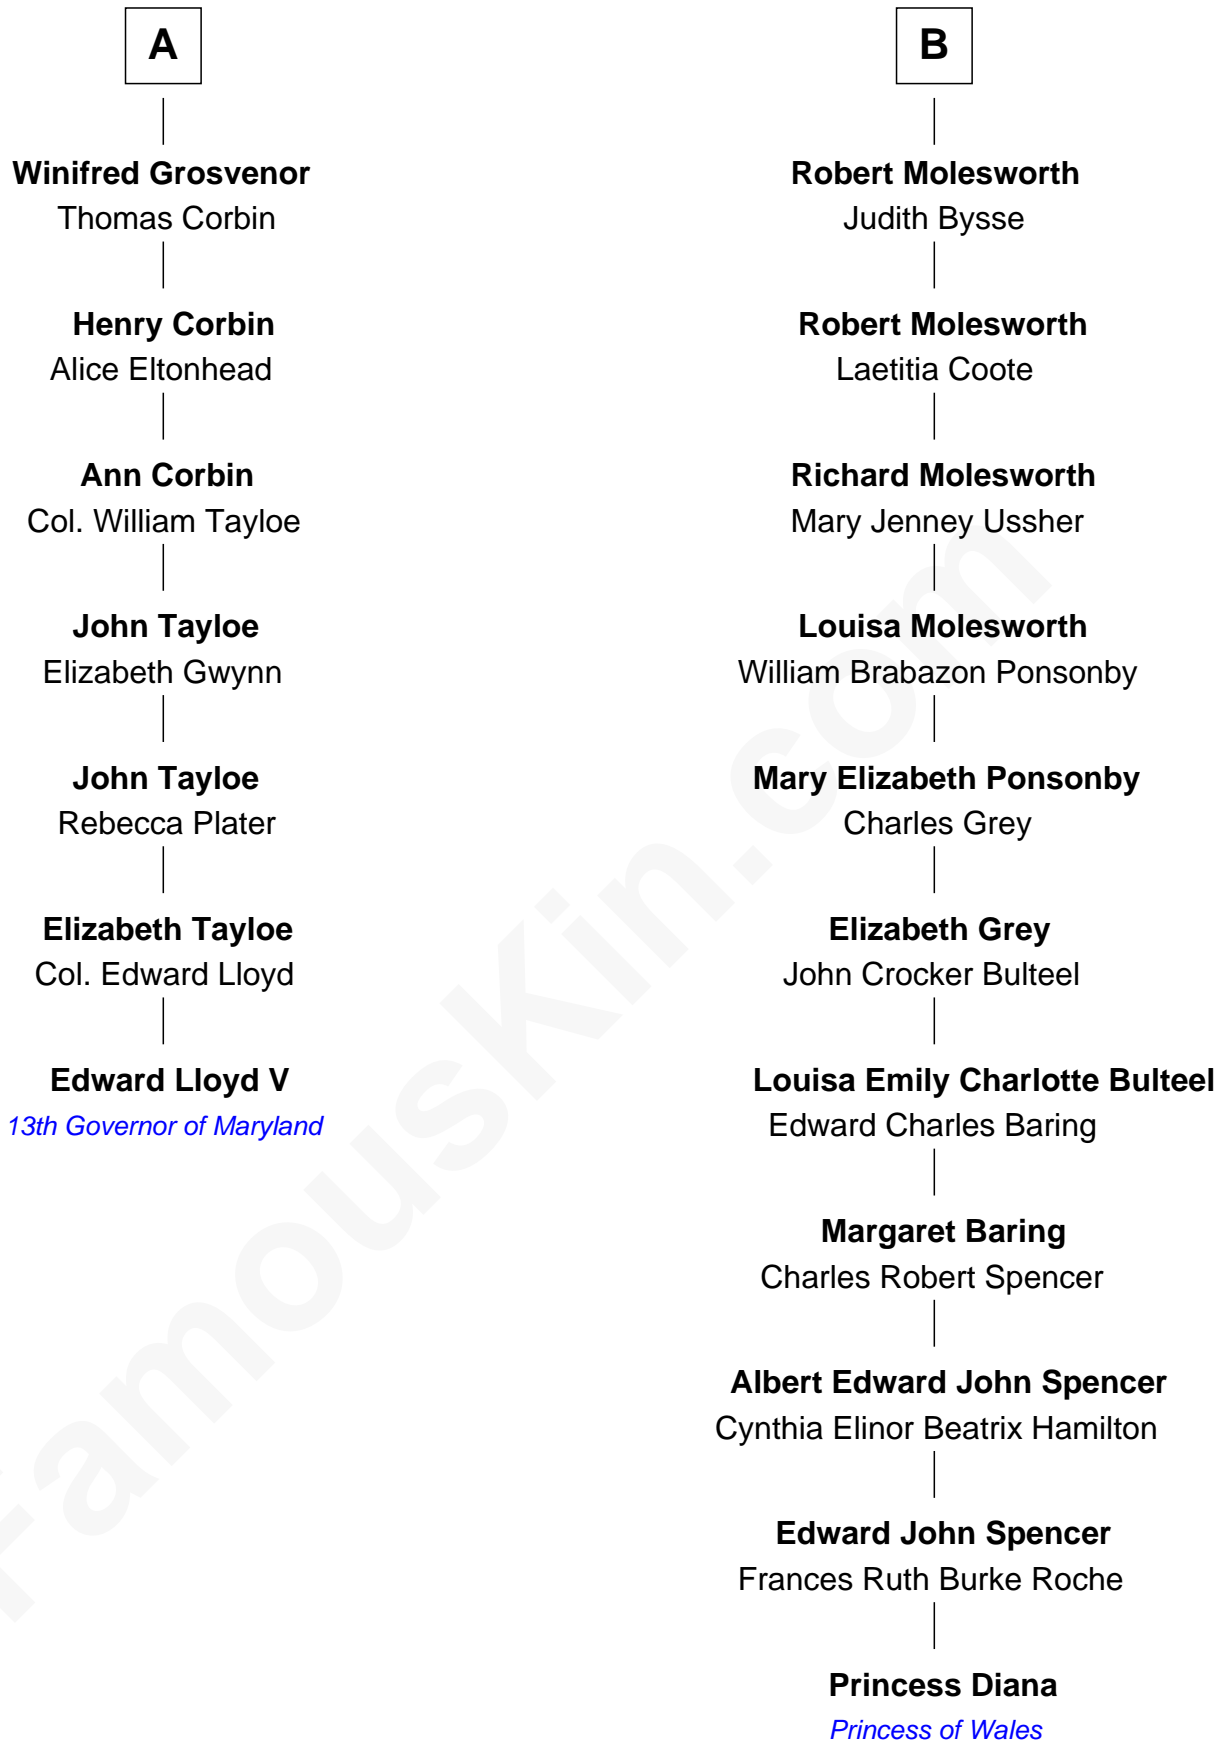 A
Winifred Grosvenor
Thomas Corbin
Henry Corbin
Alice Eltonhead
Ann Corbin
Col. William Tayloe
John Tayloe
Elizabeth Gwynn
John Tayloe
Rebecca Plater
Elizabeth Tayloe
Col. Edward Lloyd
Edward Lloyd V
13th Governor of Maryland
B
Robert Molesworth
Judith Bysse
Robert Molesworth
Laetitia Coote
Richard Molesworth
Mary Jenney Ussher
Louisa Molesworth
William Brabazon Ponsonby
Mary Elizabeth Ponsonby
Charles Grey
Elizabeth Grey
John Crocker Bulteel
Louisa Emily Charlotte Bulteel
Edward Charles Baring
Margaret Baring
Charles Robert Spencer
Albert Edward John Spencer
Cynthia Elinor Beatrix Hamilton
Edward John Spencer
Frances Ruth Burke Roche
Princess Diana
Princess of Wales
FamousKin.com